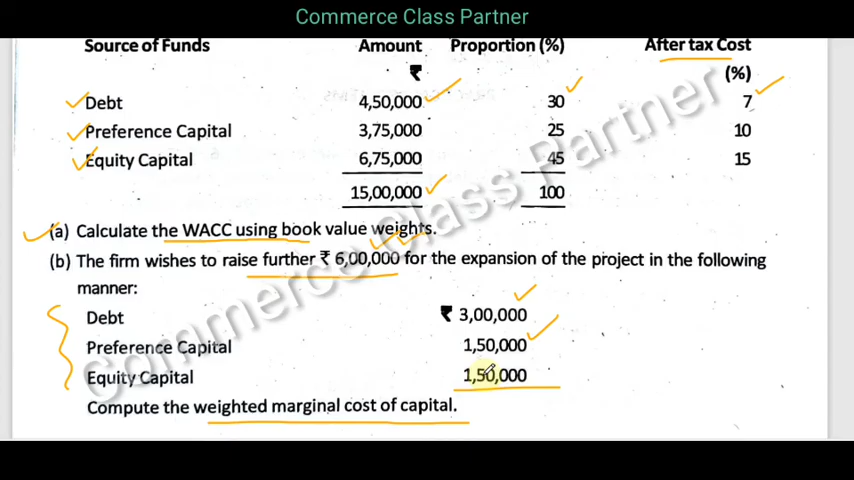 Commerce Class Partner
Source of Funds Amount Proportion (%) After tax Cost
₹ (%)
Debt 4,50,000 30 7
Preference Capital 3,75,000 25 10
Equity Capital 6,75,000 45 15
15,00,000 100
(a) Calculate the WACC using book value weights.
(b) The firm wishes to raise further ₹ 6,00,000 for the expansion of the project in the following
manner:
Debt ₹ 3,00,000
Preference Capital 1,50,000
Equity Capital 1,50,000
Compute the weighted marginal cost of capital.
Commerce Class Partner